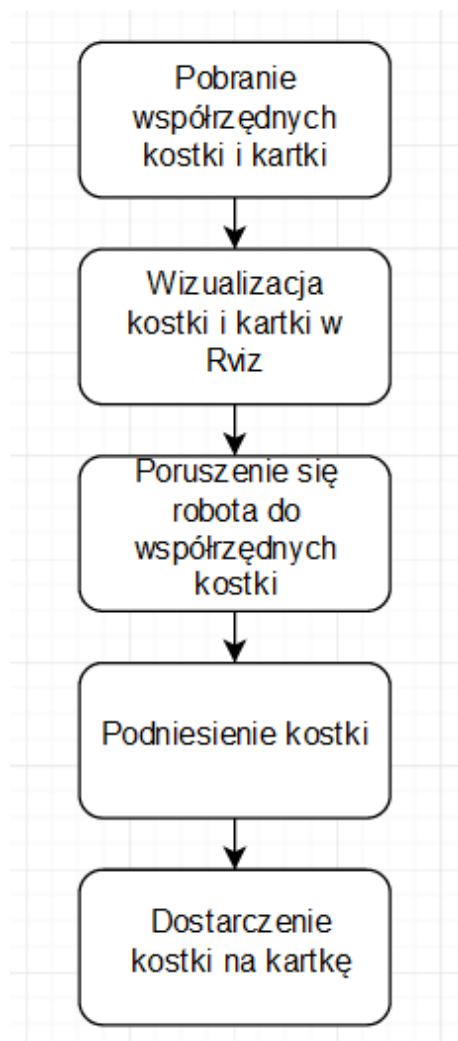 Pobranie
współrzędnych
kostki i kartki
Wizualizacja
kostki i kartki w
Rviz
Poruszenie się
robota do
współrzędnych
kostki
Podniesienie kostki
Dostarczenie
kostki na kartkę